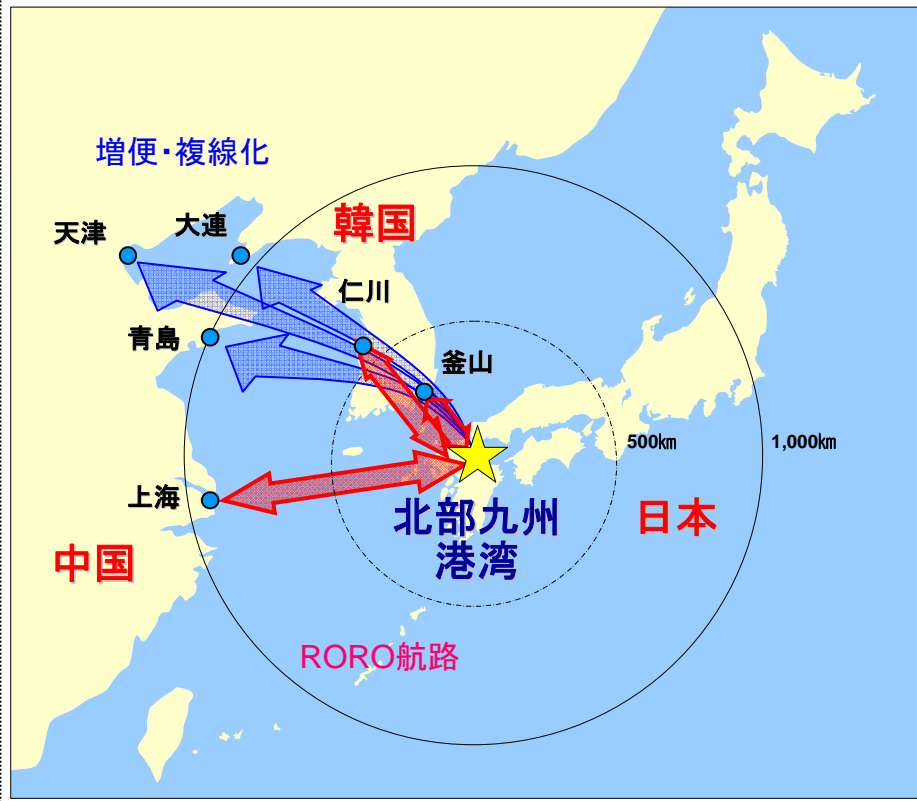 増便・複線化
天津
大連
韓国
仁川
青島
釜山
500㎞
1,000㎞
上海
北部九州
港湾
日本
中国
RORO航路